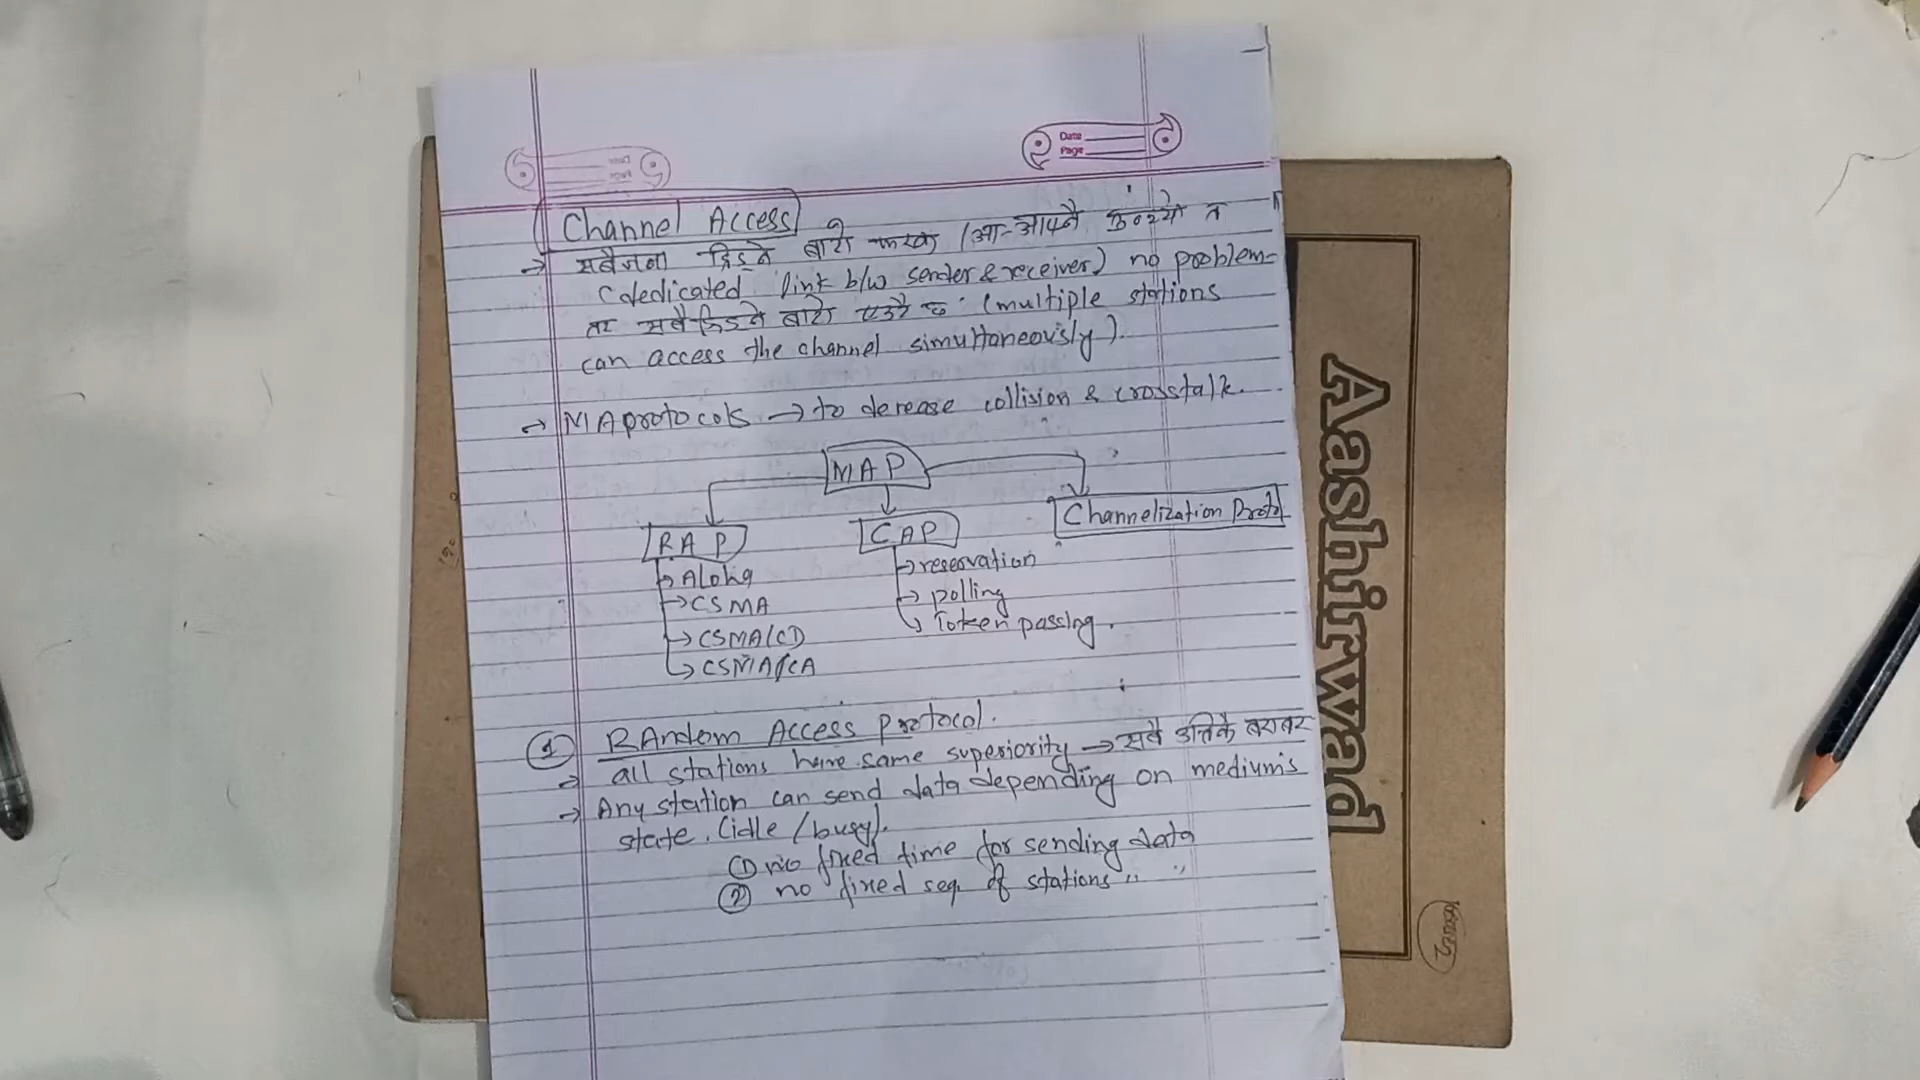 Date
Page
Channel Access
→ सबैजना हिड्ने बाटो फरक (आ-आफ्नै हुन्थ्यो त
(dedicated link b/w sender & receiver) no problem
तर सबै हिड्ने बाटो एउटै छ (multiple stations
can access the channel simultaneously).
→ MA protocols → to derease collision & crosstalk.
MAP
RAP
CAP
Channelization Proto
→ Aloha
→ CSMA
→ CSMA/CD
→ CSMA/CA
→ reservation
→ polling
→ Token passing.
① RAndom Access Protocol.
→ all stations have same superiority → सबै उत्तिकै बराबर
→ Any station can send data depending on medium's
state. (idle / busy).
① no fixed time for sending data
② no fixed seq. of stations " "
Aashirwad